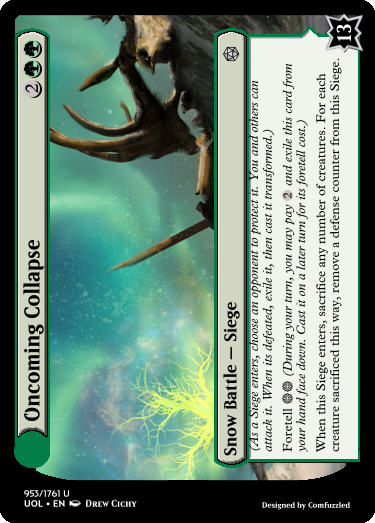 Oncoming Collapse
2
Snow Battle — Siege
(As a Siege enters, choose an opponent to protect it. You and others can
attack it. When its defeated, exile it, then cast it transformed.)
Foretell (During your turn, you may pay 2 and exile this card from
your hand face down. Cast it on a later turn for its foretell cost.)
When this Siege enters, sacrifice any number of creatures. For each
creature sacrificed this way, remove a defense counter from this Siege.
13
953/1761 U
UOL • EN DREW CICHY
Designed by Comfuzzled